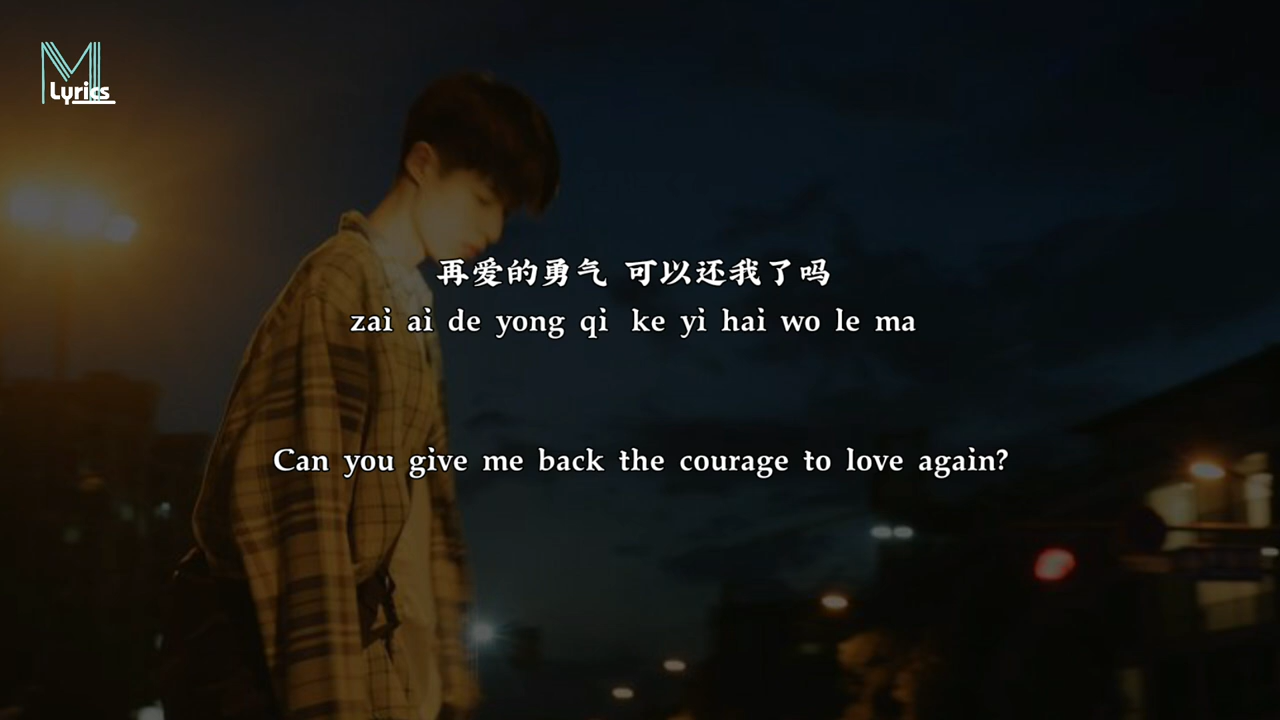 M
Lyrics
再爱的勇气 可以还我了吗
zai ai de yong qi ke yi hai wo le ma
Can you give me back the courage to love again?